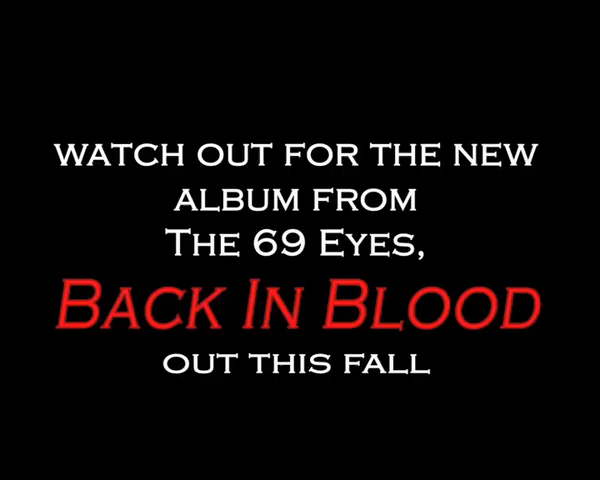 WATCH OUT FOR THE NEW
ALBUM FROM
THE 69 EYES,
BACK IN BLOOD
OUT THIS FALL